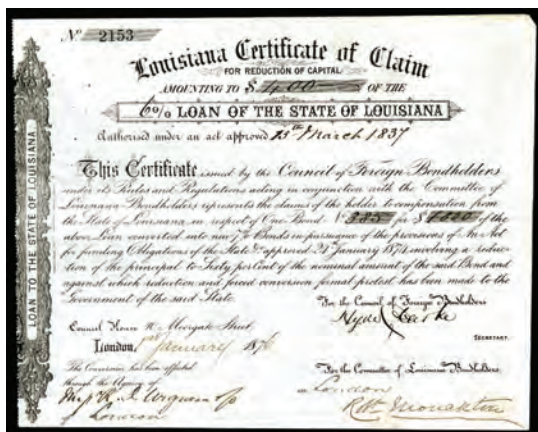 No 2153
Louisiana Certificate of Claim
FOR REDUCTION OF CAPITAL
AMOUNTING TO $400 OF THE
6% LOAN OF THE STATE OF LOUISIANA
Authorised under an act approved 13th March 1837
This Certificate issued by the Council of Foreign Bondholders
under its Rules and Regulations acting in conjunction with the Committee of
Louisiana Bondholders represents the claims of the holder to compensation from
the State of Louisiana in respect of One Bond No 385 for $1000 of the
above Loan converted into new 7% Bonds in pursuance of the provisions of An Act
for funding Obligations of the State &c approved 24th January 1874 involving a reduc-
tion of the principal to Sixty per Cent of the nominal amount of the said Bond and
against which reduction and forced conversion formal protest has been made to the
Government of the said State
For the Council of Foreign Bondholders
Hyde Clarke
SECRETARY.
Council House 10 Moorgate Street,
London, January 1876
The Conversion has been effected
through the Agency of
of London
For the Committee of Louisiana Bondholders.
London
LOAN TO THE STATE OF LOUISIANA